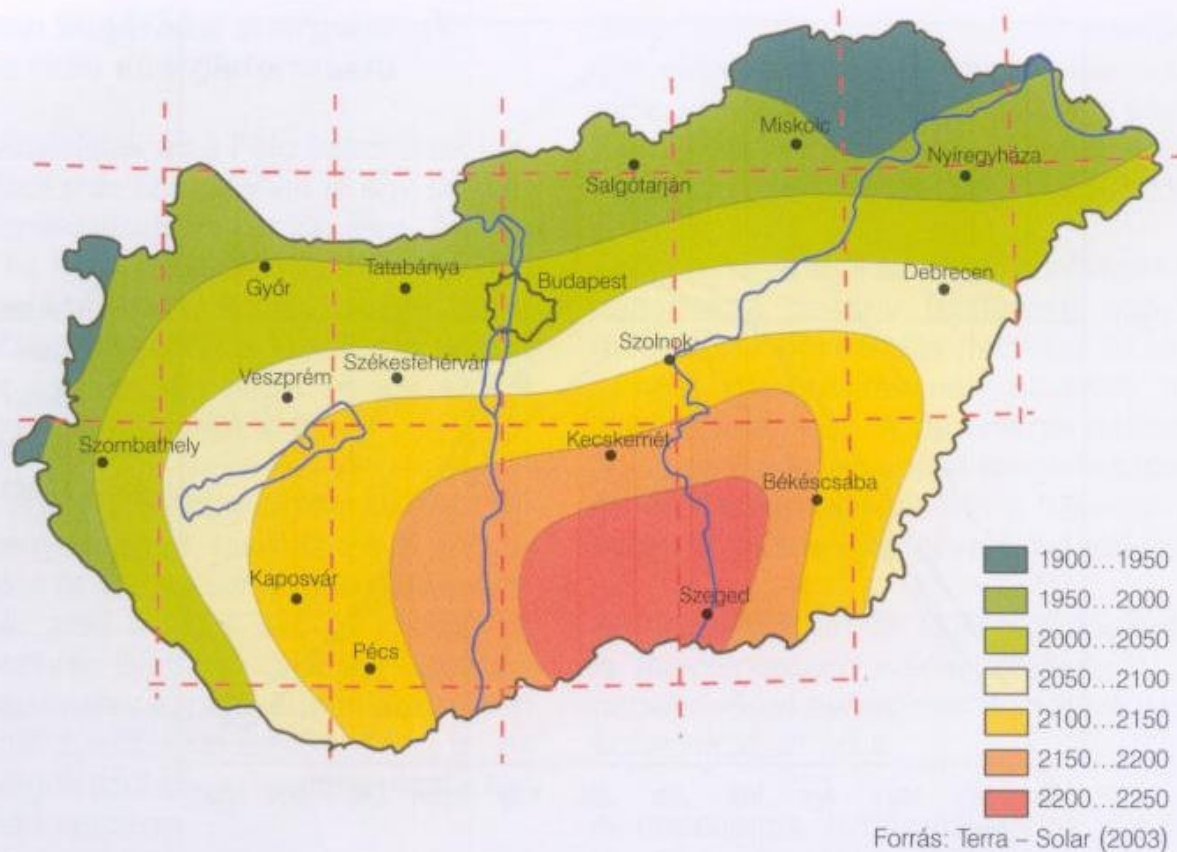 Miskolc
Salgótarján
Nyíregyháza
Győr
Tatabánya
Budapest
Debrecen
Szolnok
Székesfehérvár
Veszprém
Szombathely
Kecskemét
Békéscsaba
Kaposvár
Szeged
Pécs
1900...1950
1950...2000
2000...2050
2050...2100
2100...2150
2150...2200
2200...2250
Forrás: Terra – Solar (2003)